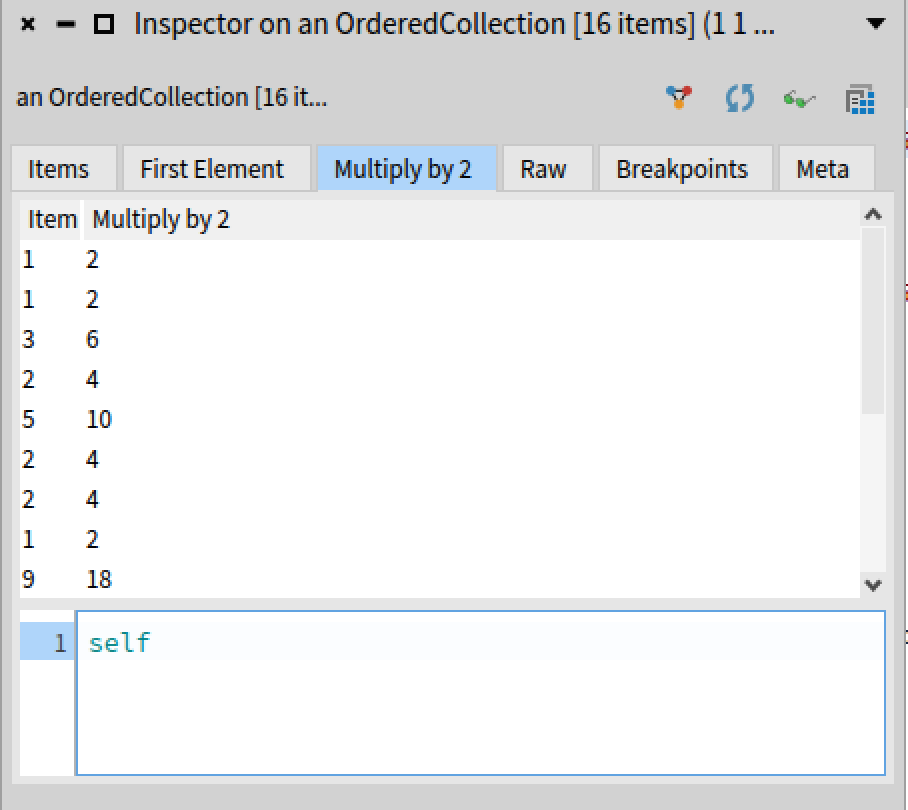 Inspector on an OrderedCollection [16 items] (1 1 ...
an OrderedCollection [16 it...
Items First Element Multiply by 2 Raw Breakpoints Meta
Item Multiply by 2
1 2
1 2
3 6
2 4
5 10
2 4
2 4
1 2
9 18
1 self